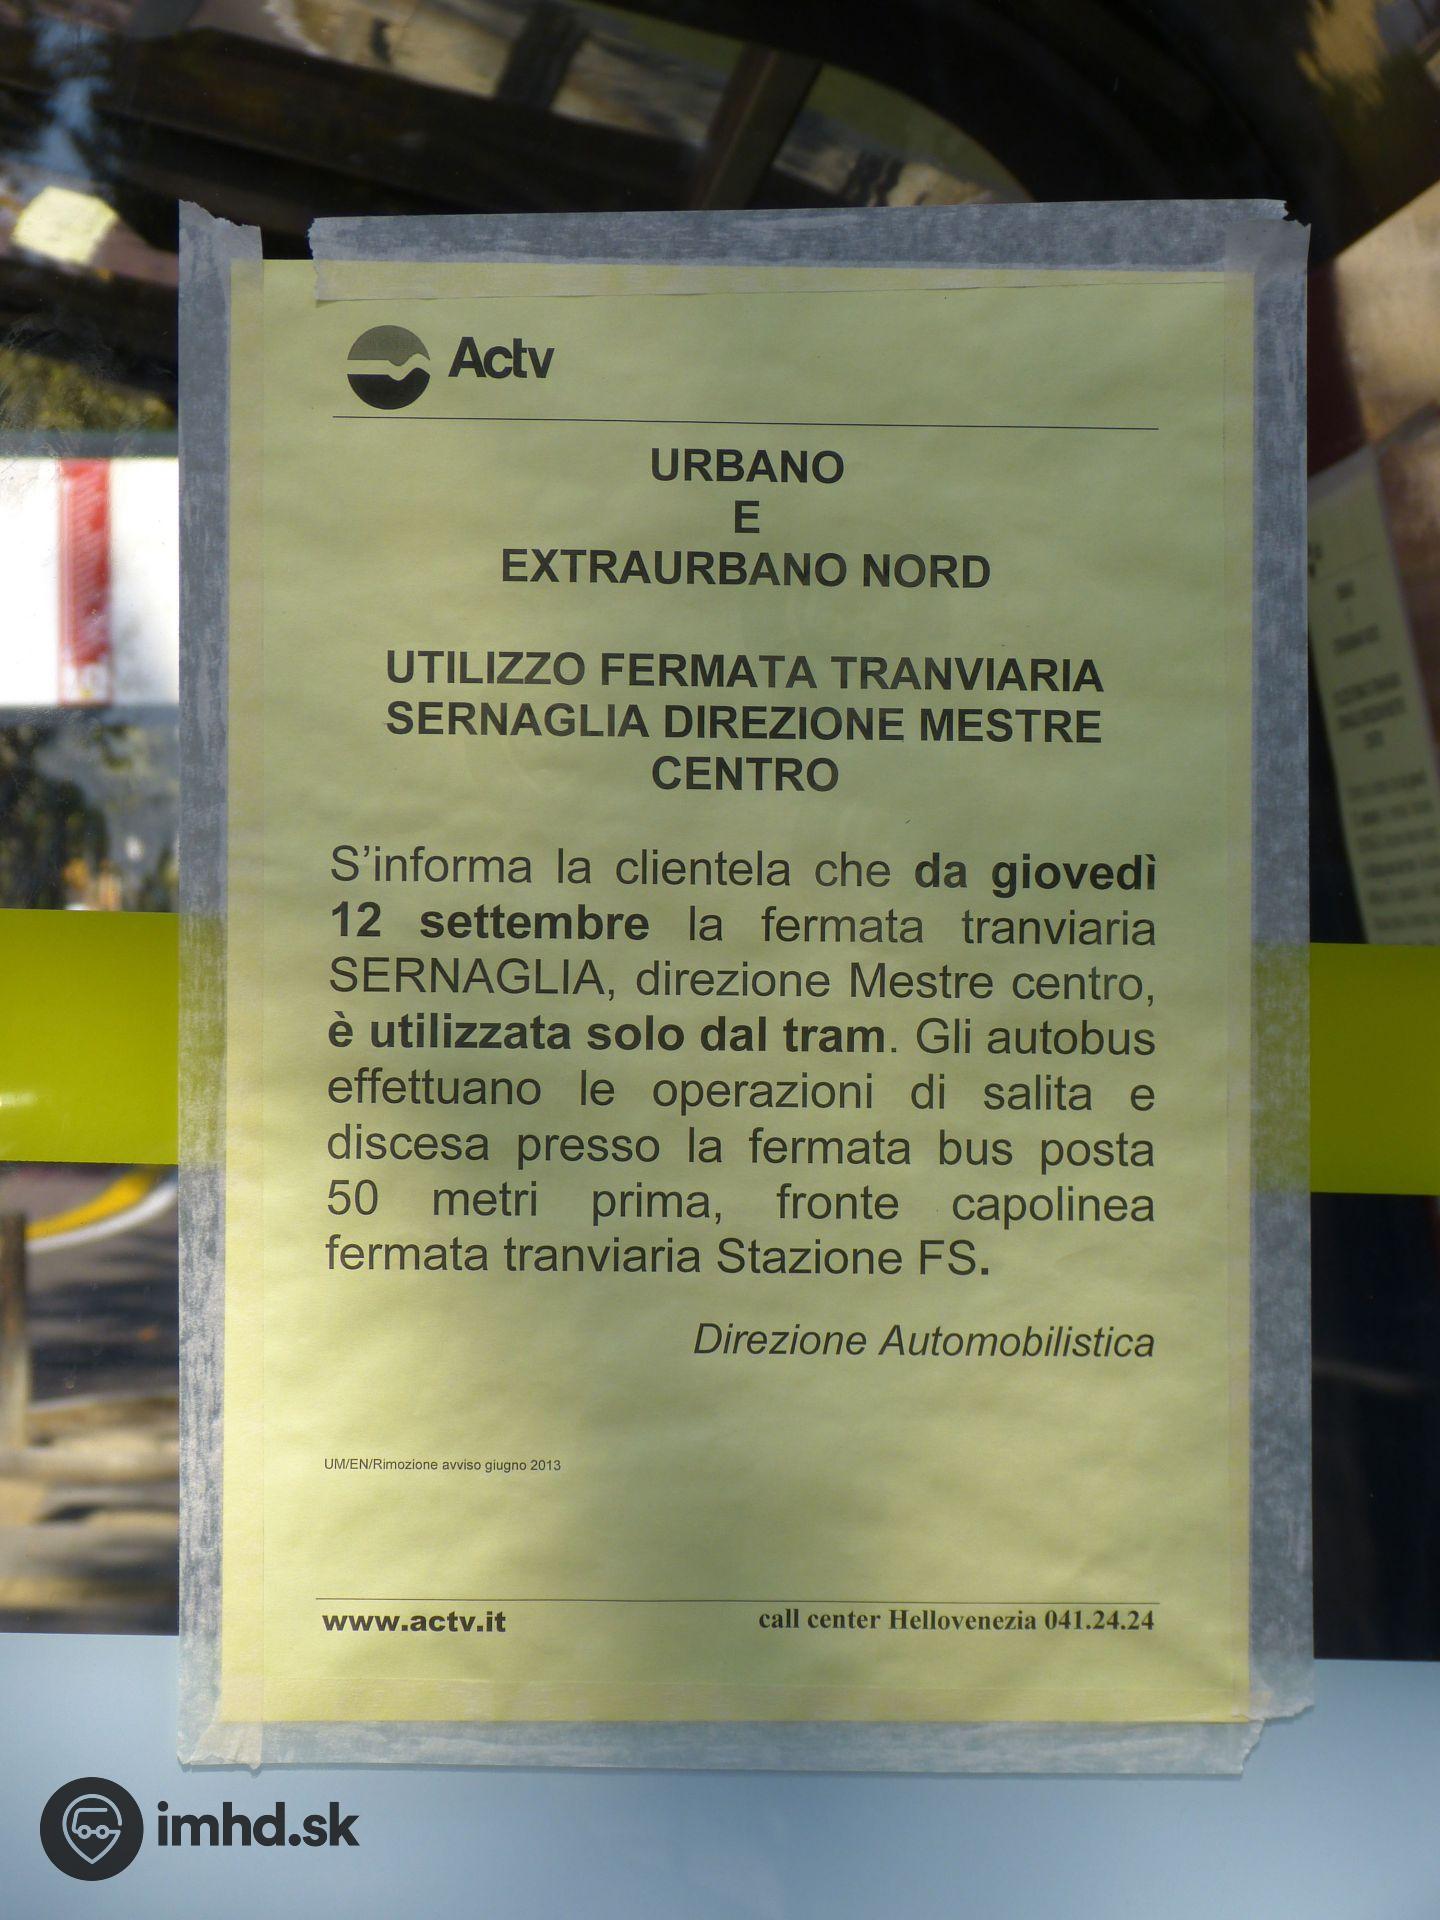 Actv
URBANO
E
EXTRAURBANO NORD
UTILIZZO FERMATA TRANVIARIA
SERNAGLIA DIREZIONE MESTRE
CENTRO
S’informa la clientela che da giovedì
12 settembre la fermata tranviaria
SERNAGLIA, direzione Mestre centro,
è utilizzata solo dal tram. Gli autobus
effettuano le operazioni di salita e
discesa presso la fermata bus posta
50 metri prima, fronte capolinea
fermata tranviaria Stazione FS.
Direzione Automobilistica
UM/EN/Rimozione avviso giugno 2013
www.actv.it call center Hellovenezia 041.24.24
imhd.sk